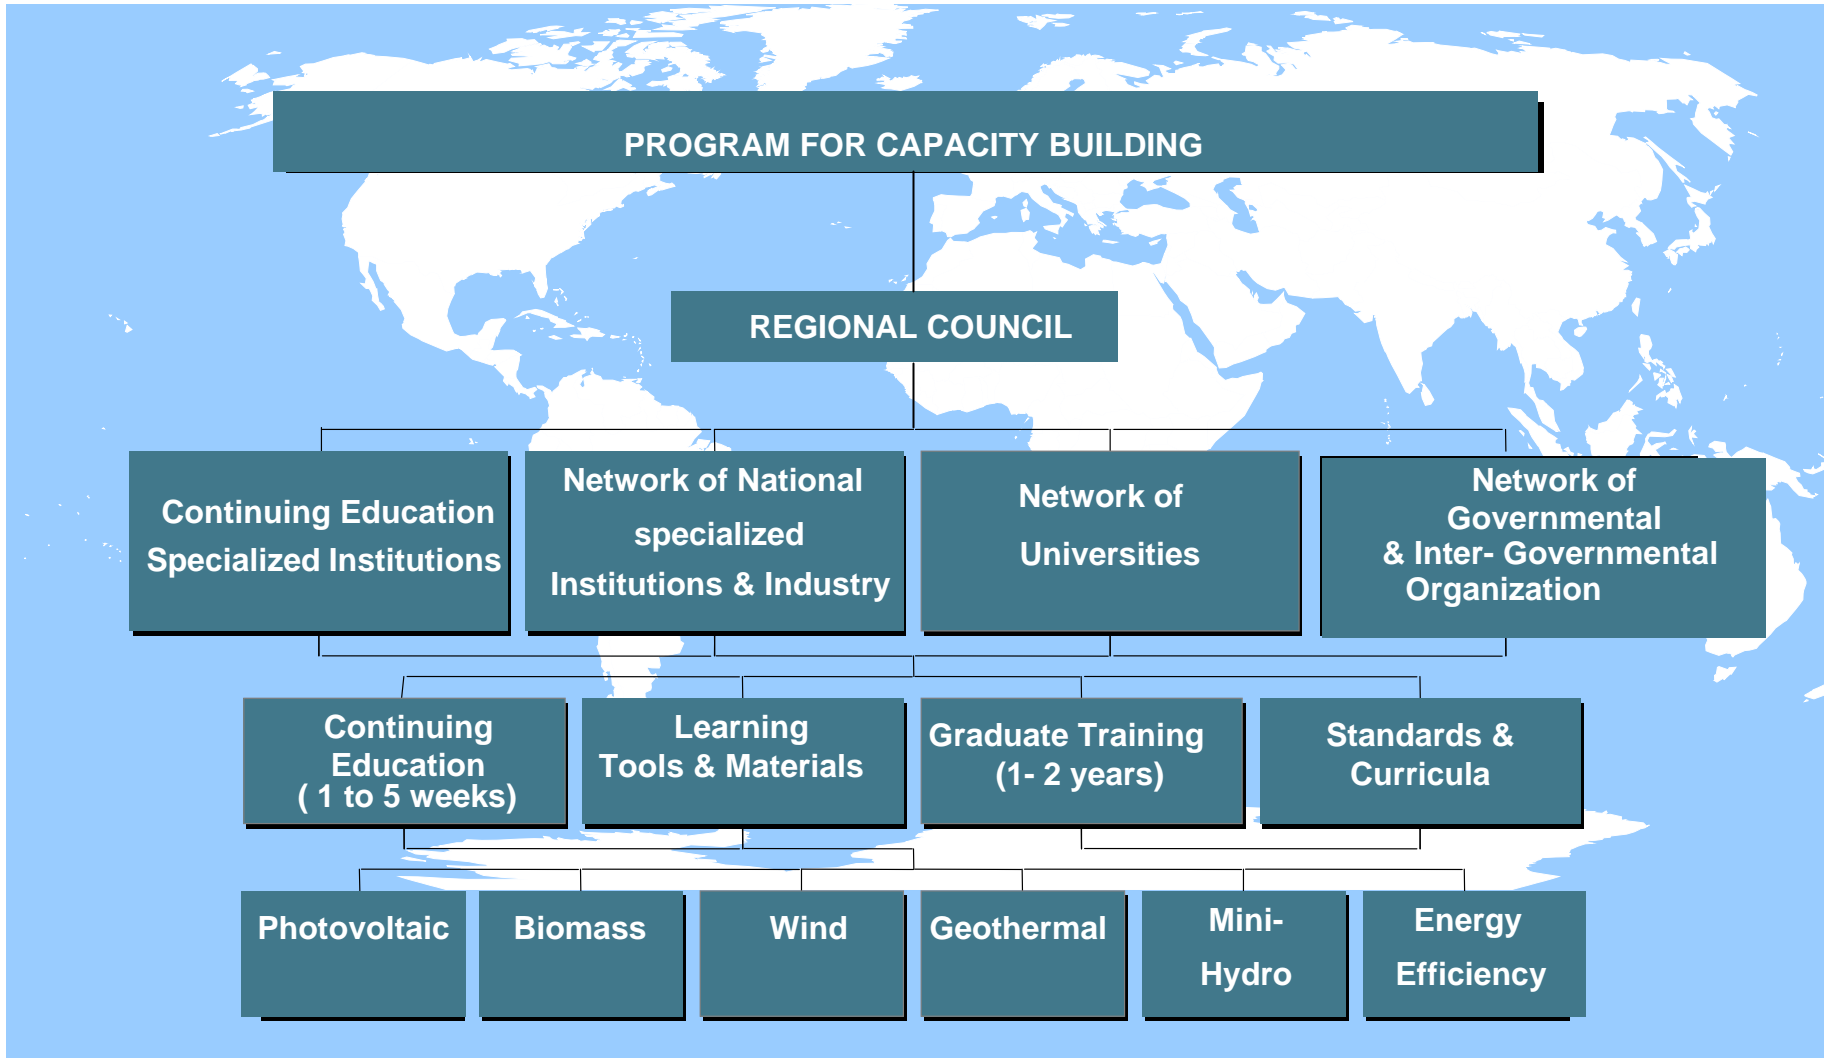 PROGRAM FOR CAPACITY BUILDING
REGIONAL COUNCIL
Continuing Education
Specialized Institutions
Network of National
specialized
Institutions & Industry
Network of
Universities
Network of
Governmental
& Inter- Governmental
Organization
Continuing
Education
( 1 to 5 weeks)
Learning
Tools & Materials
Graduate Training
(1- 2 years)
Standards &
Curricula
Photovoltaic
Biomass
Wind
Geothermal
Mini-
Hydro
Energy
Efficiency